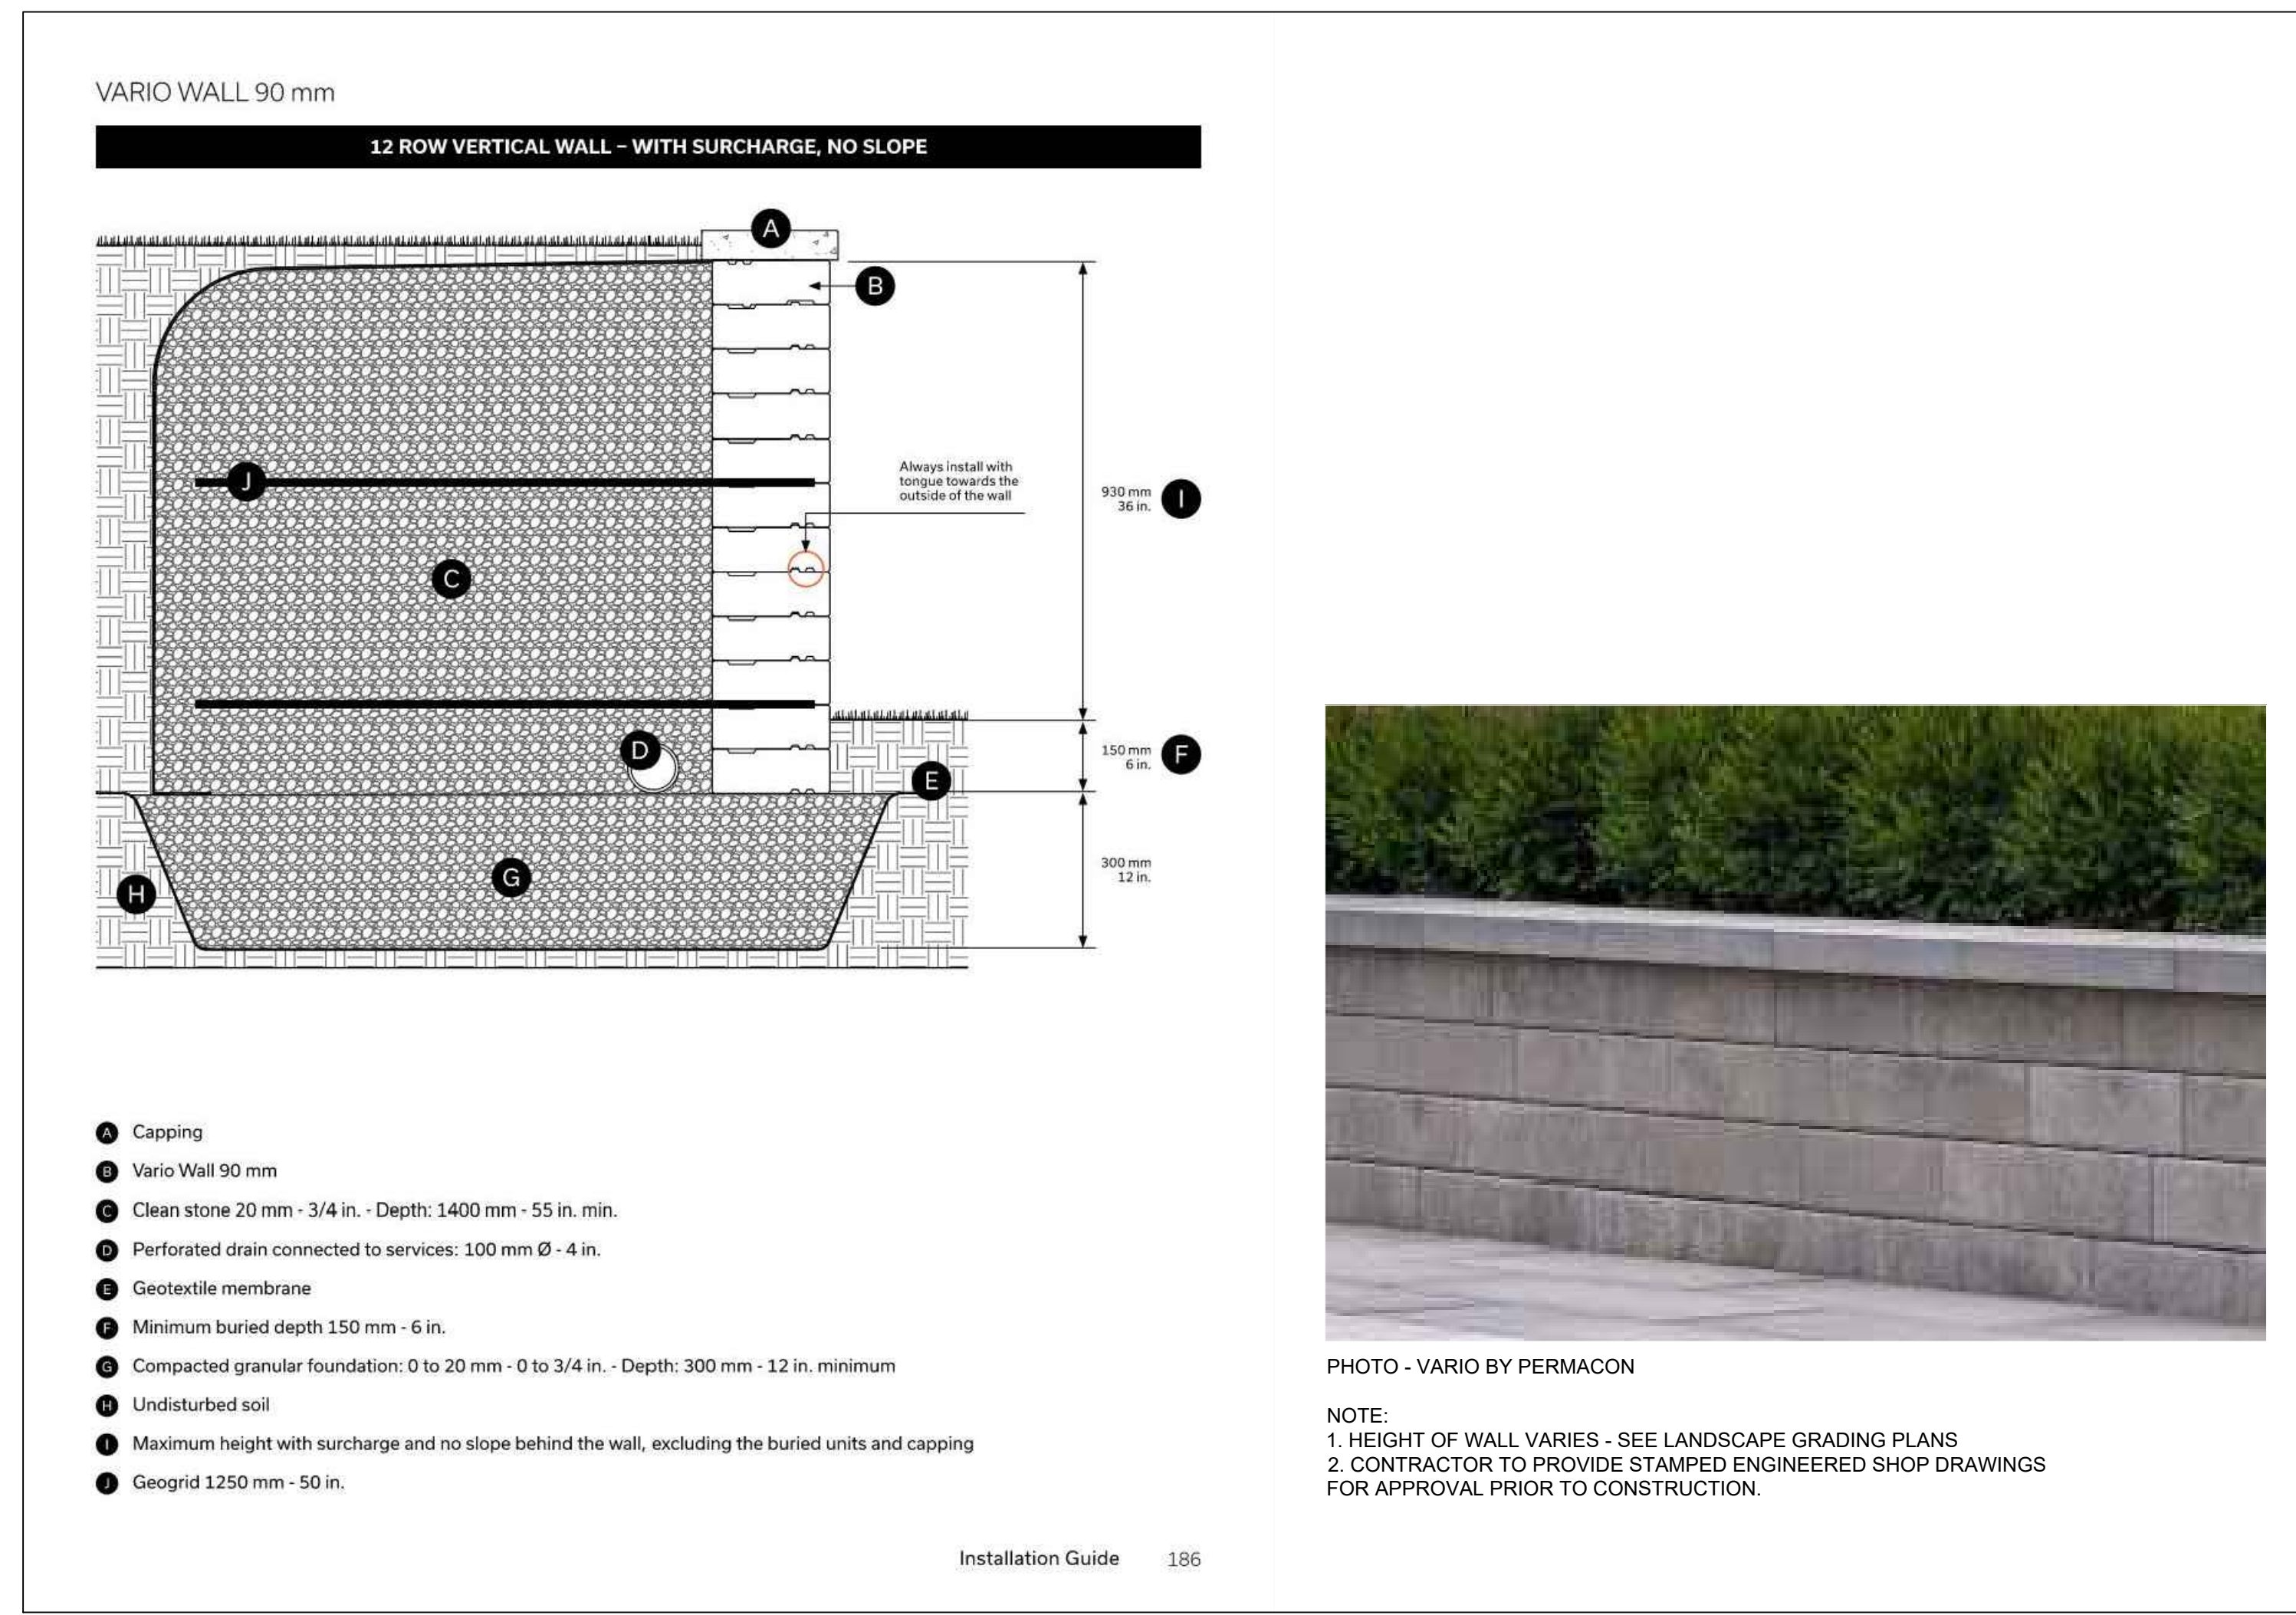 VARIO WALL 90 mm
12 ROW VERTICAL WALL – WITH SURCHARGE, NO SLOPE
A
B
J
Always install with
tongue towards the
outside of the wall
930 mm
36 in.
I
C
D
150 mm
6 in.
F
E
300 mm
12 in.
G
H
A Capping
B Vario Wall 90 mm
C Clean stone 20 mm - 3/4 in. - Depth: 1400 mm - 55 in. min.
D Perforated drain connected to services: 100 mm Ø - 4 in.
E Geotextile membrane
F Minimum buried depth 150 mm - 6 in.
G Compacted granular foundation: 0 to 20 mm - 0 to 3/4 in. - Depth: 300 mm - 12 in. minimum
H Undisturbed soil
I Maximum height with surcharge and no slope behind the wall, excluding the buried units and capping
J Geogrid 1250 mm - 50 in.
Installation Guide 186
PHOTO - VARIO BY PERMACON
NOTE:
1. HEIGHT OF WALL VARIES - SEE LANDSCAPE GRADING PLANS
2. CONTRACTOR TO PROVIDE STAMPED ENGINEERED SHOP DRAWINGS
FOR APPROVAL PRIOR TO CONSTRUCTION.